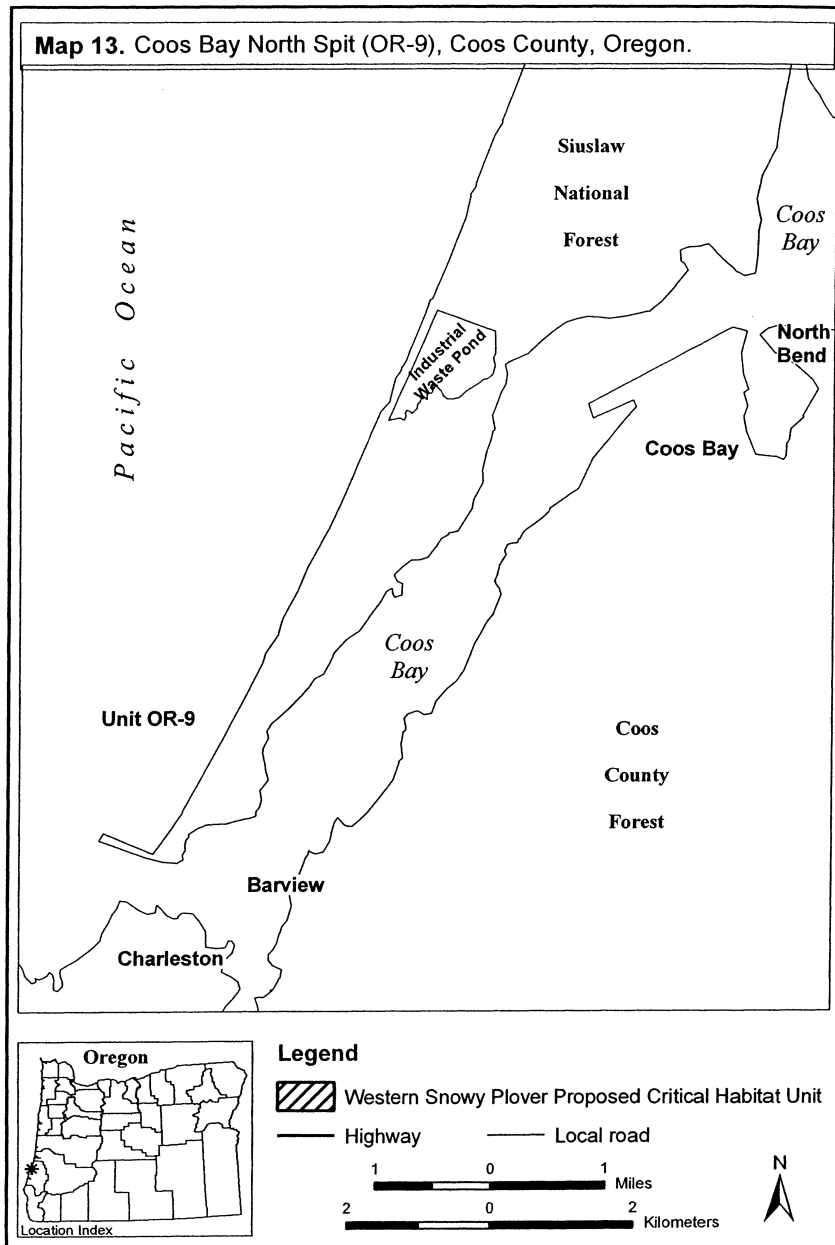 Map 13. Coos Bay North Spit (OR-9), Coos County, Oregon.
Siuslaw
National
Forest
Coos
Bay
Pacific Ocean
Industrial
Waste Pond
North
Bend
Coos Bay
Coos
Bay
Unit OR-9
Coos
County
Forest
Barview
Charleston
Oregon
Location Index
Legend
Western Snowy Plover Proposed Critical Habitat Unit
Highway Local road
1 0 1 Miles
2 0 2 Kilometers
N